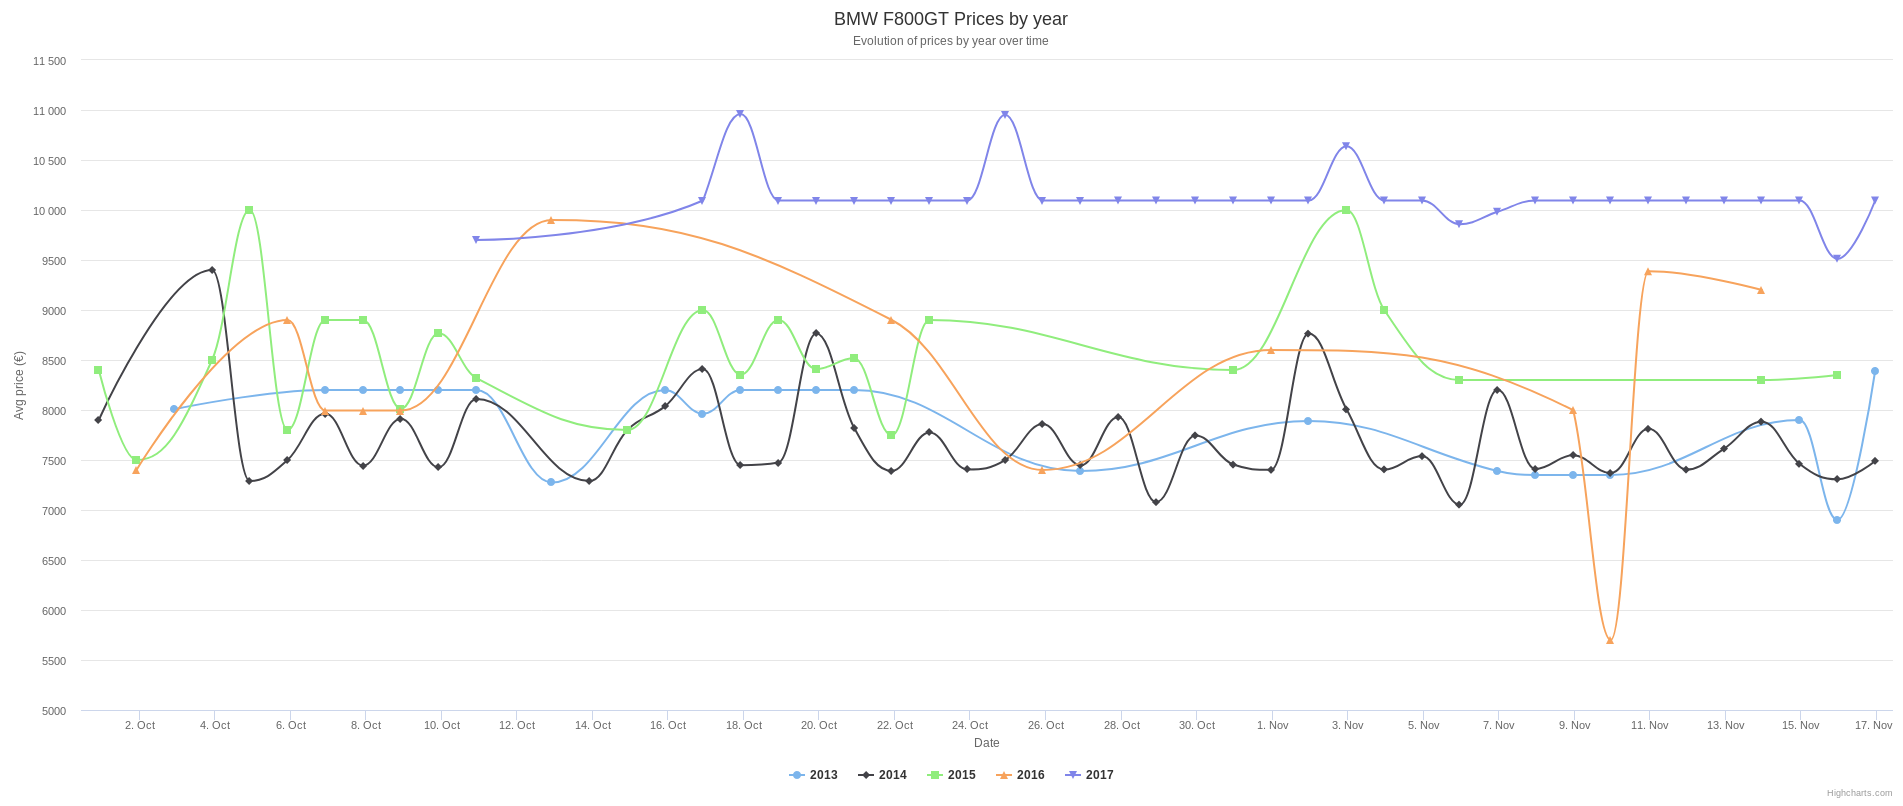 BMW F800GT Prices by year
Evolution of prices by year over time
Avg price (€)
11 500
11 000
10 500
10 000
9500
9000
8500
8000
7500
7000
6500
6000
5500
5000
2. Oct 4. Oct 6. Oct 8. Oct 10. Oct 12. Oct 14. Oct 16. Oct 18. Oct 20. Oct 22. Oct 24. Oct 26. Oct 28. Oct 30. Oct 1. Nov 3. Nov 5. Nov 7. Nov 9. Nov 11. Nov 13. Nov 15. Nov 17. Nov
Date
2013 2014 2015 2016 2017
Highcharts.com